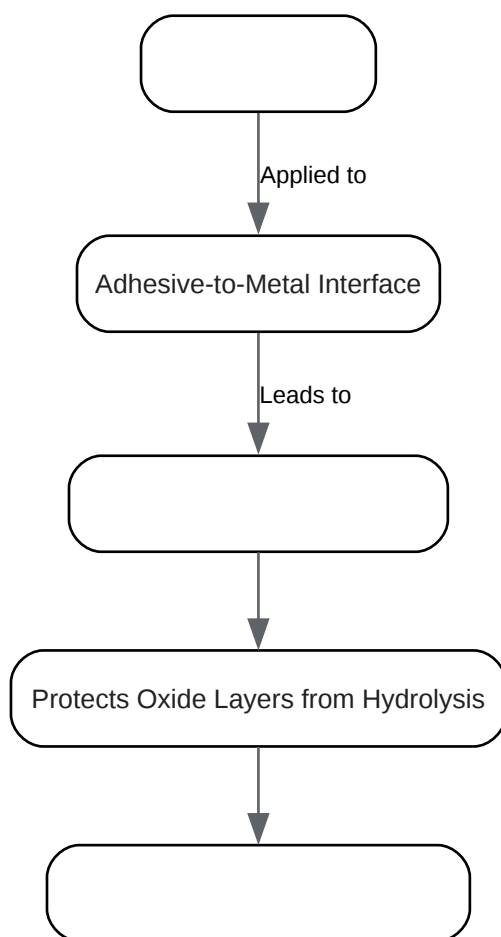 Applied to
Adhesive-to-Metal Interface
Leads to
Protects Oxide Layers from Hydrolysis